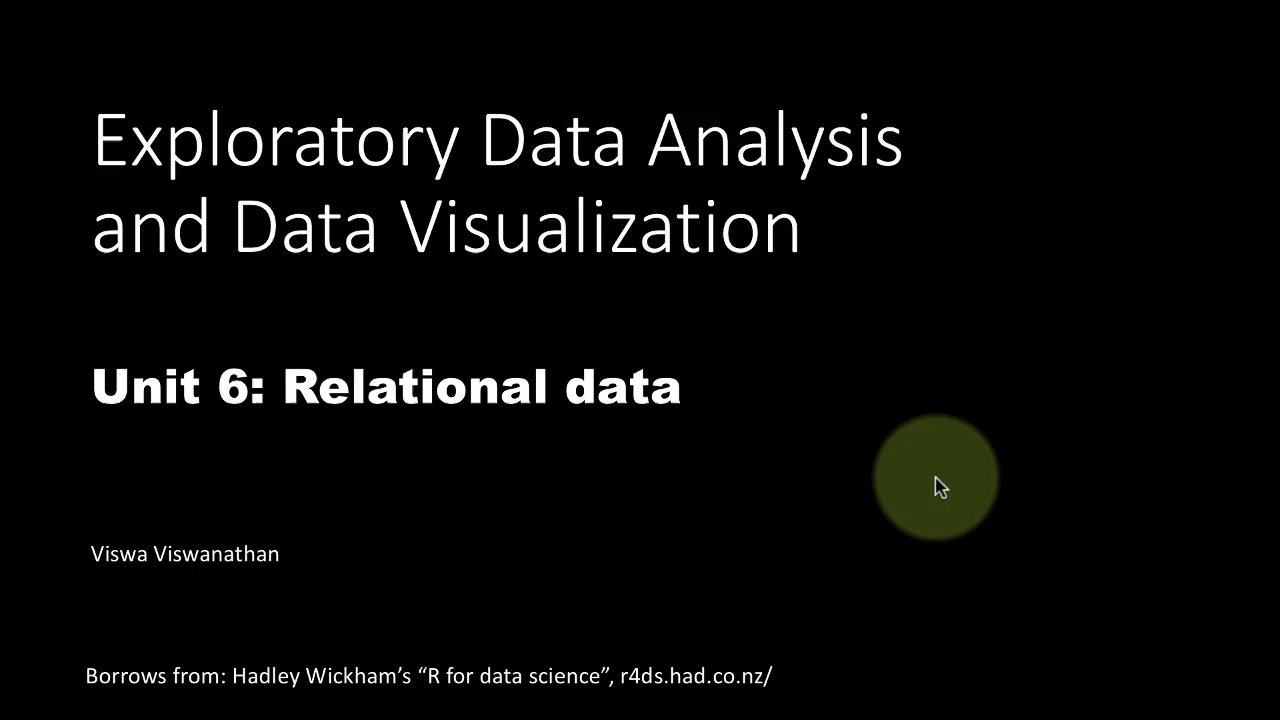 Exploratory Data Analysis
and Data Visualization
Unit 6: Relational data
Viswa Viswanathan
Borrows from: Hadley Wickham’s “R for data science”, r4ds.had.co.nz/